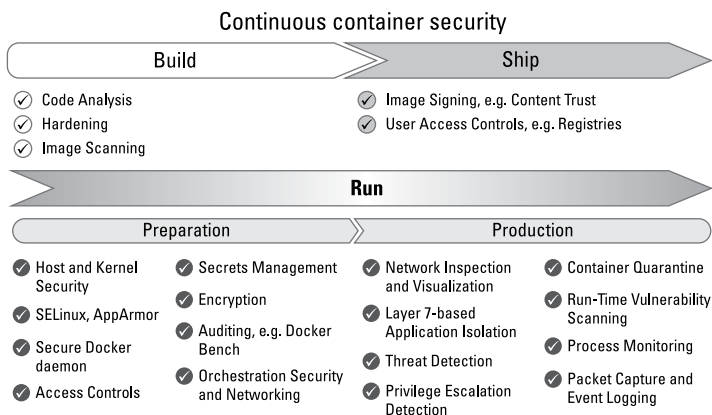 Continuous container security
Build
Ship
Code Analysis
Hardening
Image Scanning
Image Signing, e.g. Content Trust
User Access Controls, e.g. Registries
Run
Preparation
Production
Host and Kernel
Security
SELinux, AppArmor
Secure Docker
daemon
Access Controls
Secrets Management
Encryption
Auditing, e.g. Docker
Bench
Orchestration Security
and Networking
Network Inspection
and Visualization
Layer 7-based
Application Isolation
Threat Detection
Privilege Escalation
Detection
Container Quarantine
Run-Time Vulnerability
Scanning
Process Monitoring
Packet Capture and
Event Logging